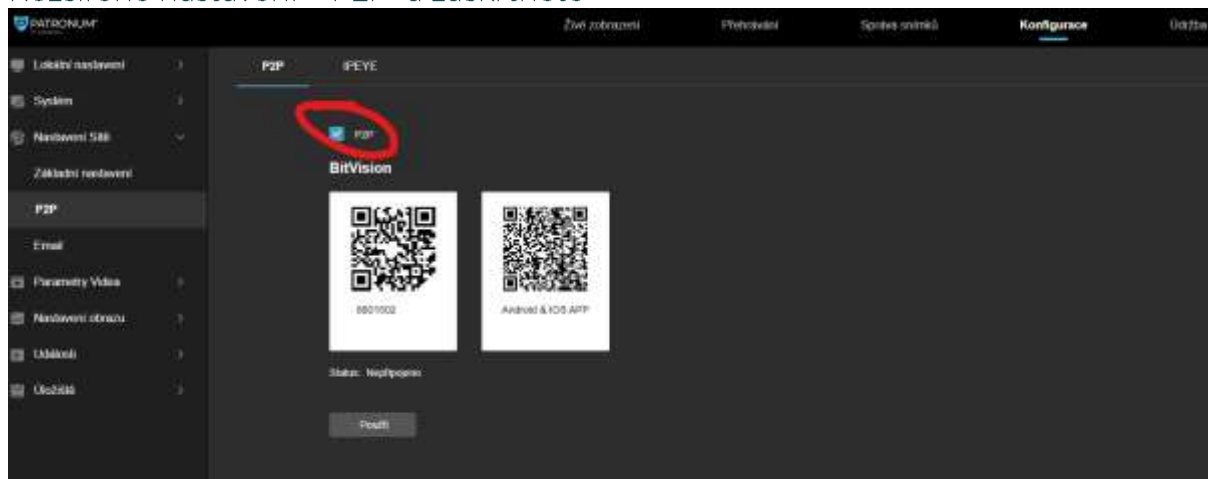 PATRONUM
Živé zobrazení
Přehrávání
Správa snímků
Konfigurace
Údržba
Lokální nastavení
P2P
IPEYE
Systém
Nastavení Sítě
P2P
Základní nastavení
BitVision
P2P
Email
Parametry Videa
Nastavení obrazu
Android & IOS APP
Události
Status: Nepřipojeno
Úložiště
Použít